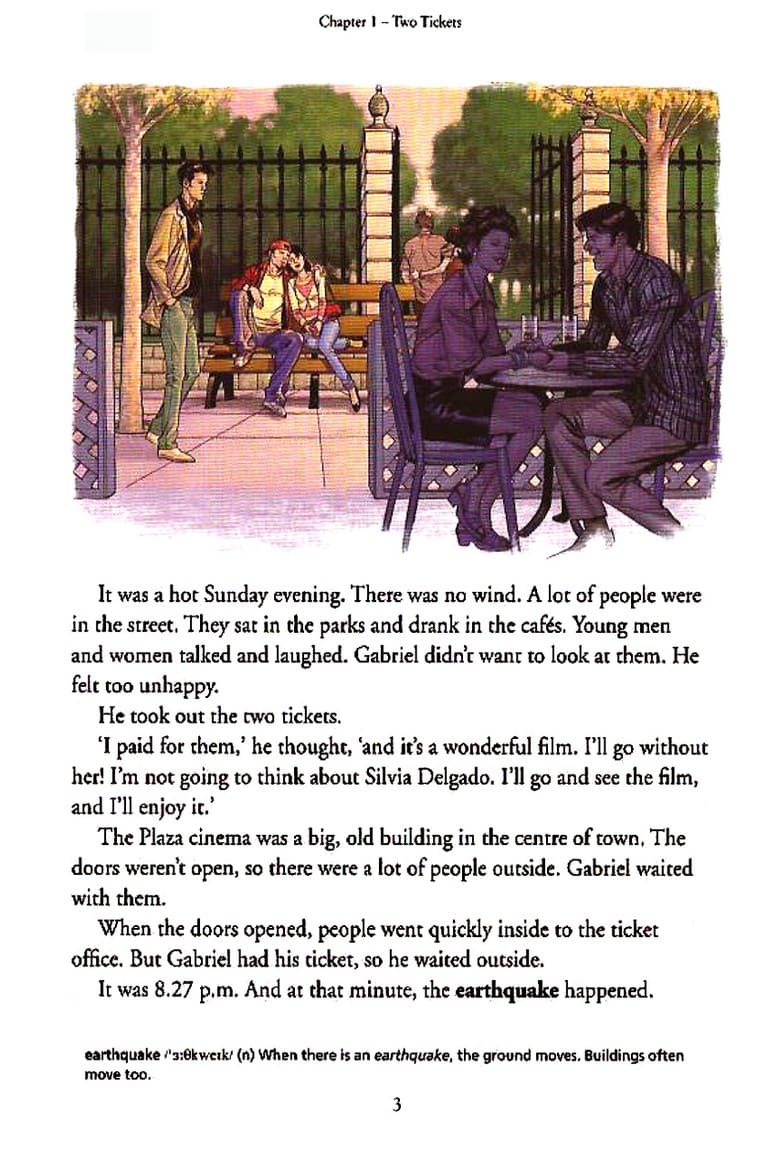 Chapter 1 – Two Tickets
It was a hot Sunday evening. There was no wind. A lot of people were
in the street. They sat in the parks and drank in the cafés. Young men
and women talked and laughed. Gabriel didn't want to look at them. He
felt too unhappy.
He took out the two tickets.
'I paid for them,' he thought, 'and it's a wonderful film. I'll go without
her! I'm not going to think about Silvia Delgado. I'll go and see the film,
and I'll enjoy it.'
The Plaza cinema was a big, old building in the centre of town. The
doors weren't open, so there were a lot of people outside. Gabriel waited
with them.
When the doors opened, people went quickly inside to the ticket
office. But Gabriel had his ticket, so he waited outside.
It was 8.27 p.m. And at that minute, the earthquake happened.
earthquake /ˈɜːθkweɪk/ (n) When there is an earthquake, the ground moves. Buildings often
move too.
3